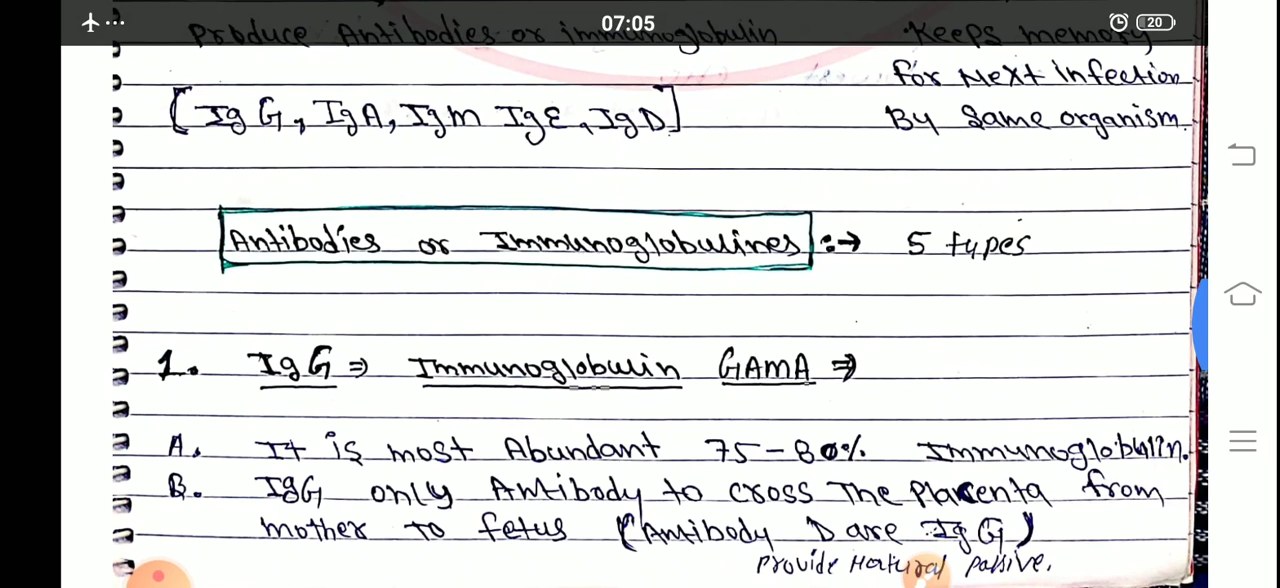 07:05
20
Produce Antibodies or immunoglobulin
Keeps memory
for Next infection
[IgG, IgA, Igm IgE, IgD]
By same organism.
Antibodies or Immunoglobulines :→ 5 types
1. IgG ⇒ Immunoglobulin GAMA ⇒
A. It is most Abundant 75-80% Immunoglobulin.
B. IgG only Antibody to cross The Placenta from
mother to fetus (Antibody D are IgG)
Provide Natural passive.